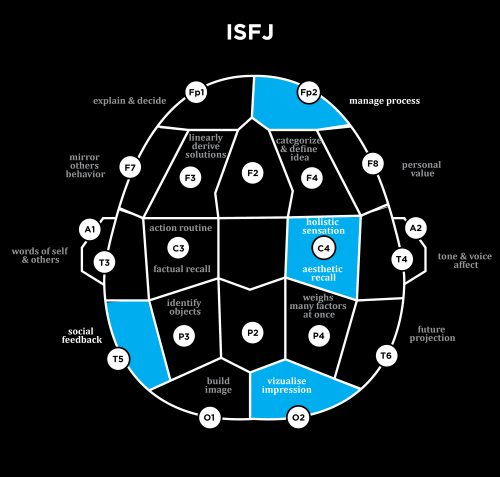 ISFJ
Fp1
Fp2
explain & decide
manage process
linearly
derive
solutions
categorize
& define
idea
mirror
others
behavior
F7
F3
F2
F4
F8
personal
value
A1
action routine
holistic
sensation
A2
words of self
& others
T3
C3
factual recall
C4
aesthetic
recall
T4
tone & voice
affect
identify
objects
weighs
many factors
at once
social
feedback
P3
P2
P4
future
projection
T5
T6
build
image
vizualise
impression
O1
O2